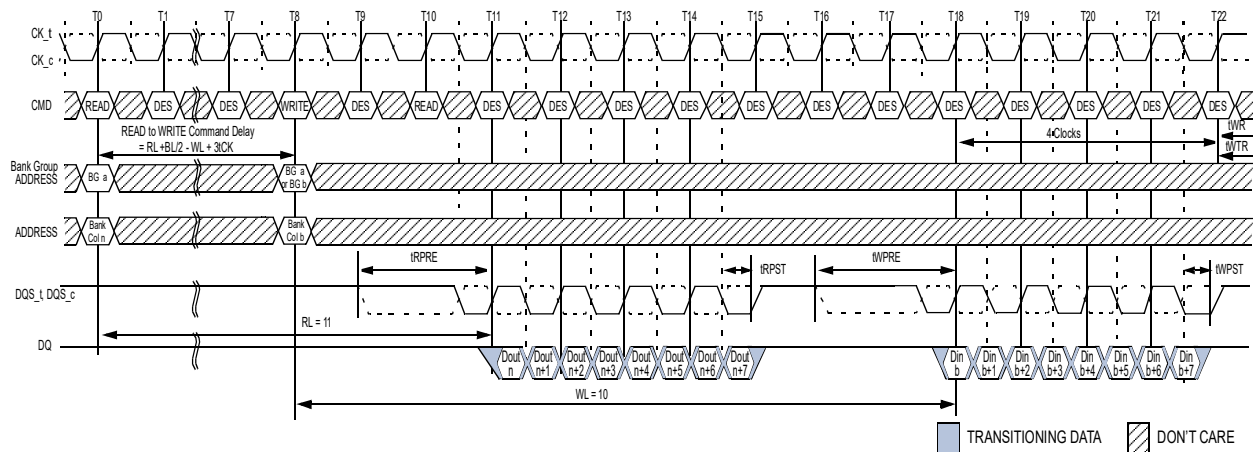 T0 T1 T7 T8 T9 T10 T11 T12 T13 T14 T15 T16 T17 T18 T19 T20 T21 T22
CK_t
CK_c
CMD READ DES DES WRITE DES READ DES DES DES DES DES DES DES DES DES DES DES DES
READ to WRITE Command Delay
= RL +BL/2 - WL + 3tCK
4 Clocks
tWR
tWTR
Bank Group
ADDRESS
BG a
BG a
or BG b
ADDRESS
Bank
Col n
Bank
Col b
tRPRE tRPST tWPRE tWPST
DQS_t, DQS_c
RL = 11
DQ
Dout Dout Dout Dout Dout Dout Dout Dout Din Din Din Din Din Din Din Din
n n+1 n+2 n+3 n+4 n+5 n+6 n+7 b b+1 b+2 b+3 b+4 b+5 b+6 b+7
WL = 10
TRANSITIONING DATA DON'T CARE